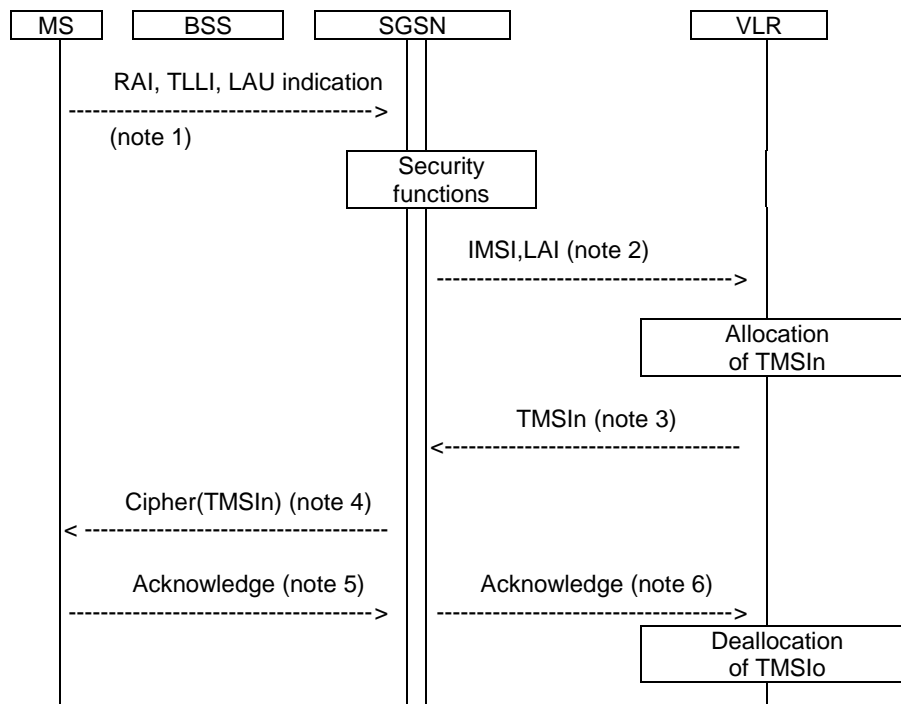 MS BSS SGSN VLR
RAI, TLLI, LAU indication
(note 1)
Security
functions
IMSI,LAI (note 2)
Allocation
of TMSIn
TMSIn (note 3)
Cipher(TMSIn) (note 4)
Acknowledge (note 5) Acknowledge (note 6)
Deallocation
of TMSIo